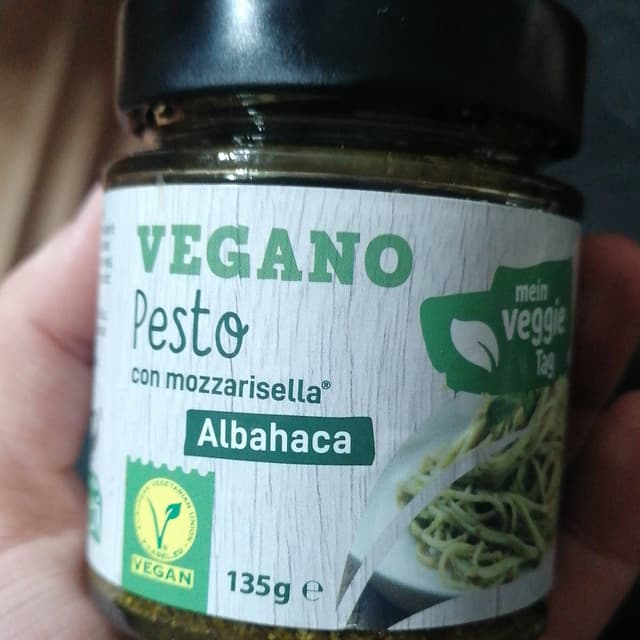 VEGANO
Pesto
con mozzarisella®
Albahaca
mein
veggie
Tag
VEGAN
135g ℮